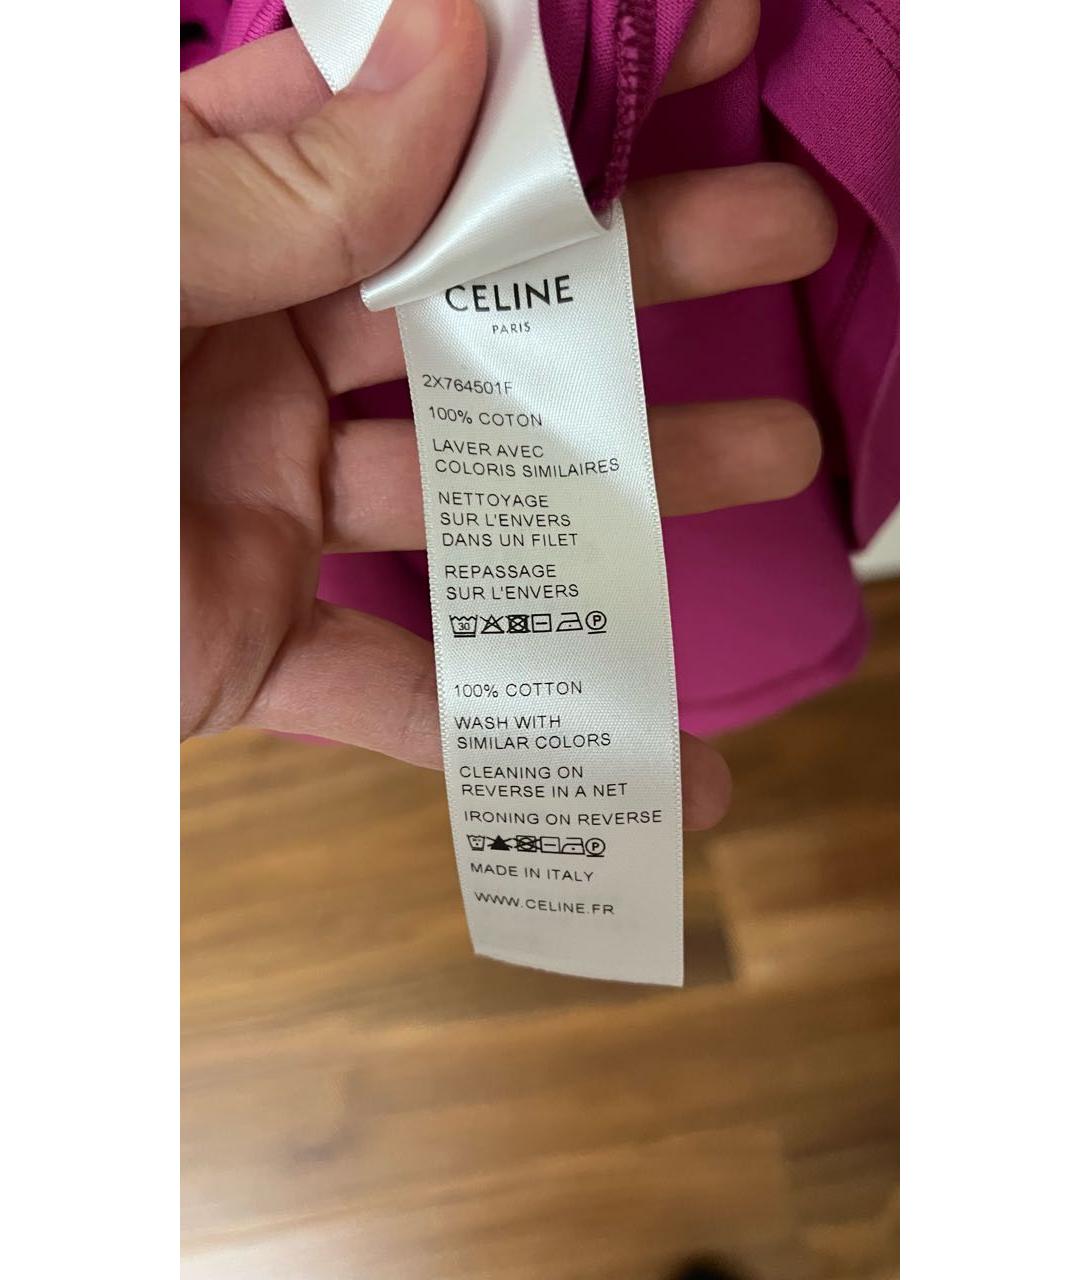 CELINE
PARIS
2X764501F
100% COTON
LAVER AVEC
COLORIS SIMILAIRES
NETTOYAGE
SUR L'ENVERS
DANS UN FILET
REPASSAGE
SUR L'ENVERS
30 P
100% COTTON
WASH WITH
SIMILAR COLORS
CLEANING ON
REVERSE IN A NET
IRONING ON REVERSE
P
MADE IN ITALY
WWW.CELINE.FR